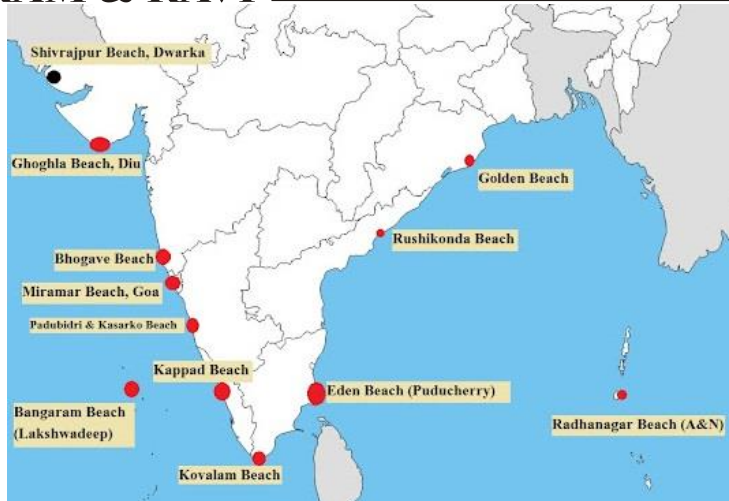 Shivrajpur Beach, Dwarka
Ghoghla Beach, Diu
Golden Beach
Rushikonda Beach
Bhogave Beach
Miramar Beach, Goa
Padubidri & Kasarko Beach
Kappad Beach
Eden Beach (Puducherry)
Bangaram Beach
(Lakshwadeep)
Radhanagar Beach (A&N)
Kovalam Beach